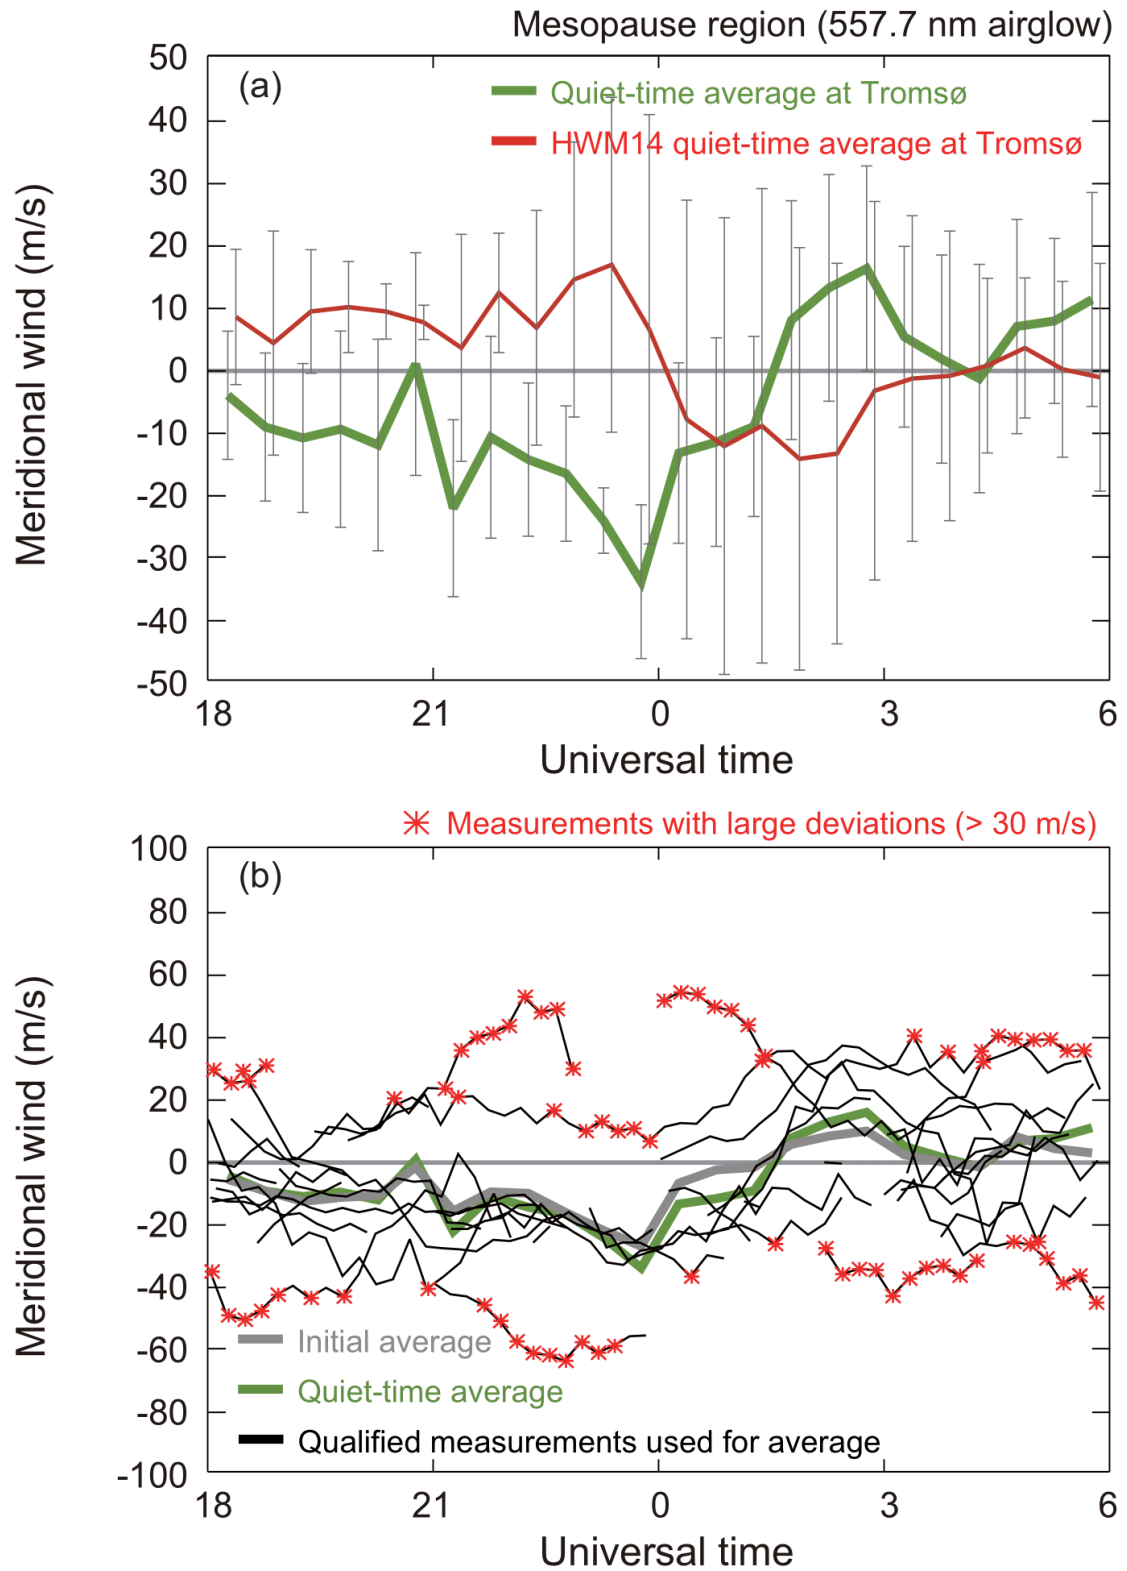 Mesopause region (557.7 nm airglow)
(a)
Quiet-time average at Tromsø
HWM14 quiet-time average at Tromsø
Meridional wind (m/s)
50
40
30
20
10
0
-10
-20
-30
-40
-50
18 21 0 3 6
Universal time
Measurements with large deviations (> 30 m/s)
(b)
Meridional wind (m/s)
100
80
60
40
20
0
-20
-40
-60
-80
-100
Initial average
Quiet-time average
Qualified measurements used for average
18 21 0 3 6
Universal time